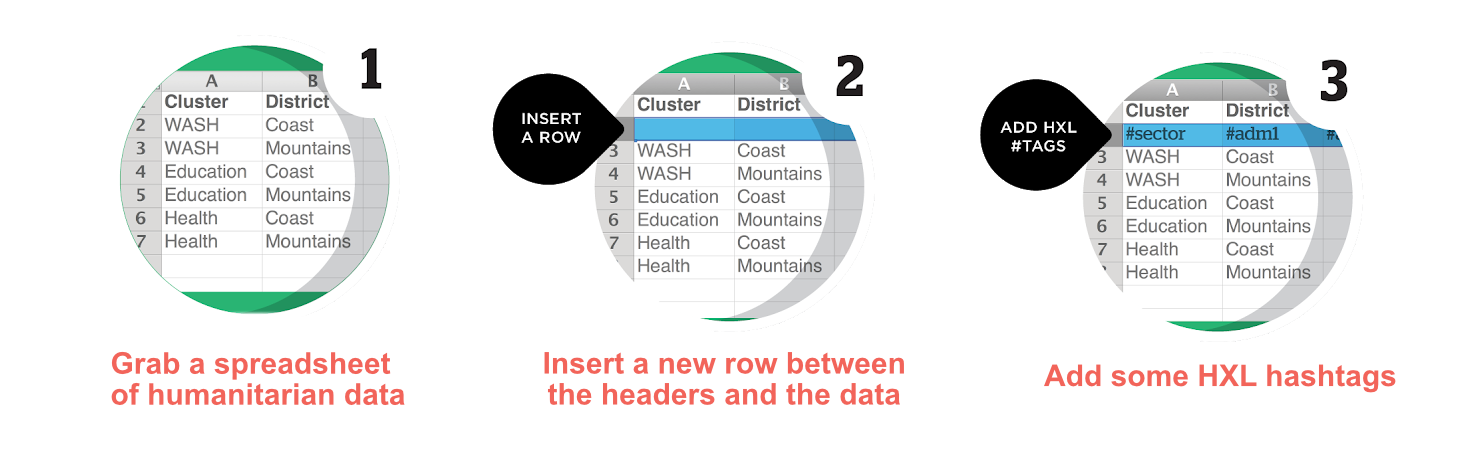 1
A B
1 Cluster District
2 WASH Coast
3 WASH Mountains
4 Education Coast
5 Education Mountains
6 Health Coast
7 Health Mountains
Grab a spreadsheet
of humanitarian data
2
INSERT
A ROW
A B
Cluster District
3 WASH Coast
4 WASH Mountains
5 Education Coast
6 Education Mountains
7 Health Coast
Health Mountains
Insert a new row between
the headers and the data
3
ADD HXL
#TAGS
A B
Cluster District
#sector #adm1
3 WASH Coast
4 WASH Mountains
5 Education Coast
6 Education Mountains
7 Health Coast
Health Mountains
Add some HXL hashtags